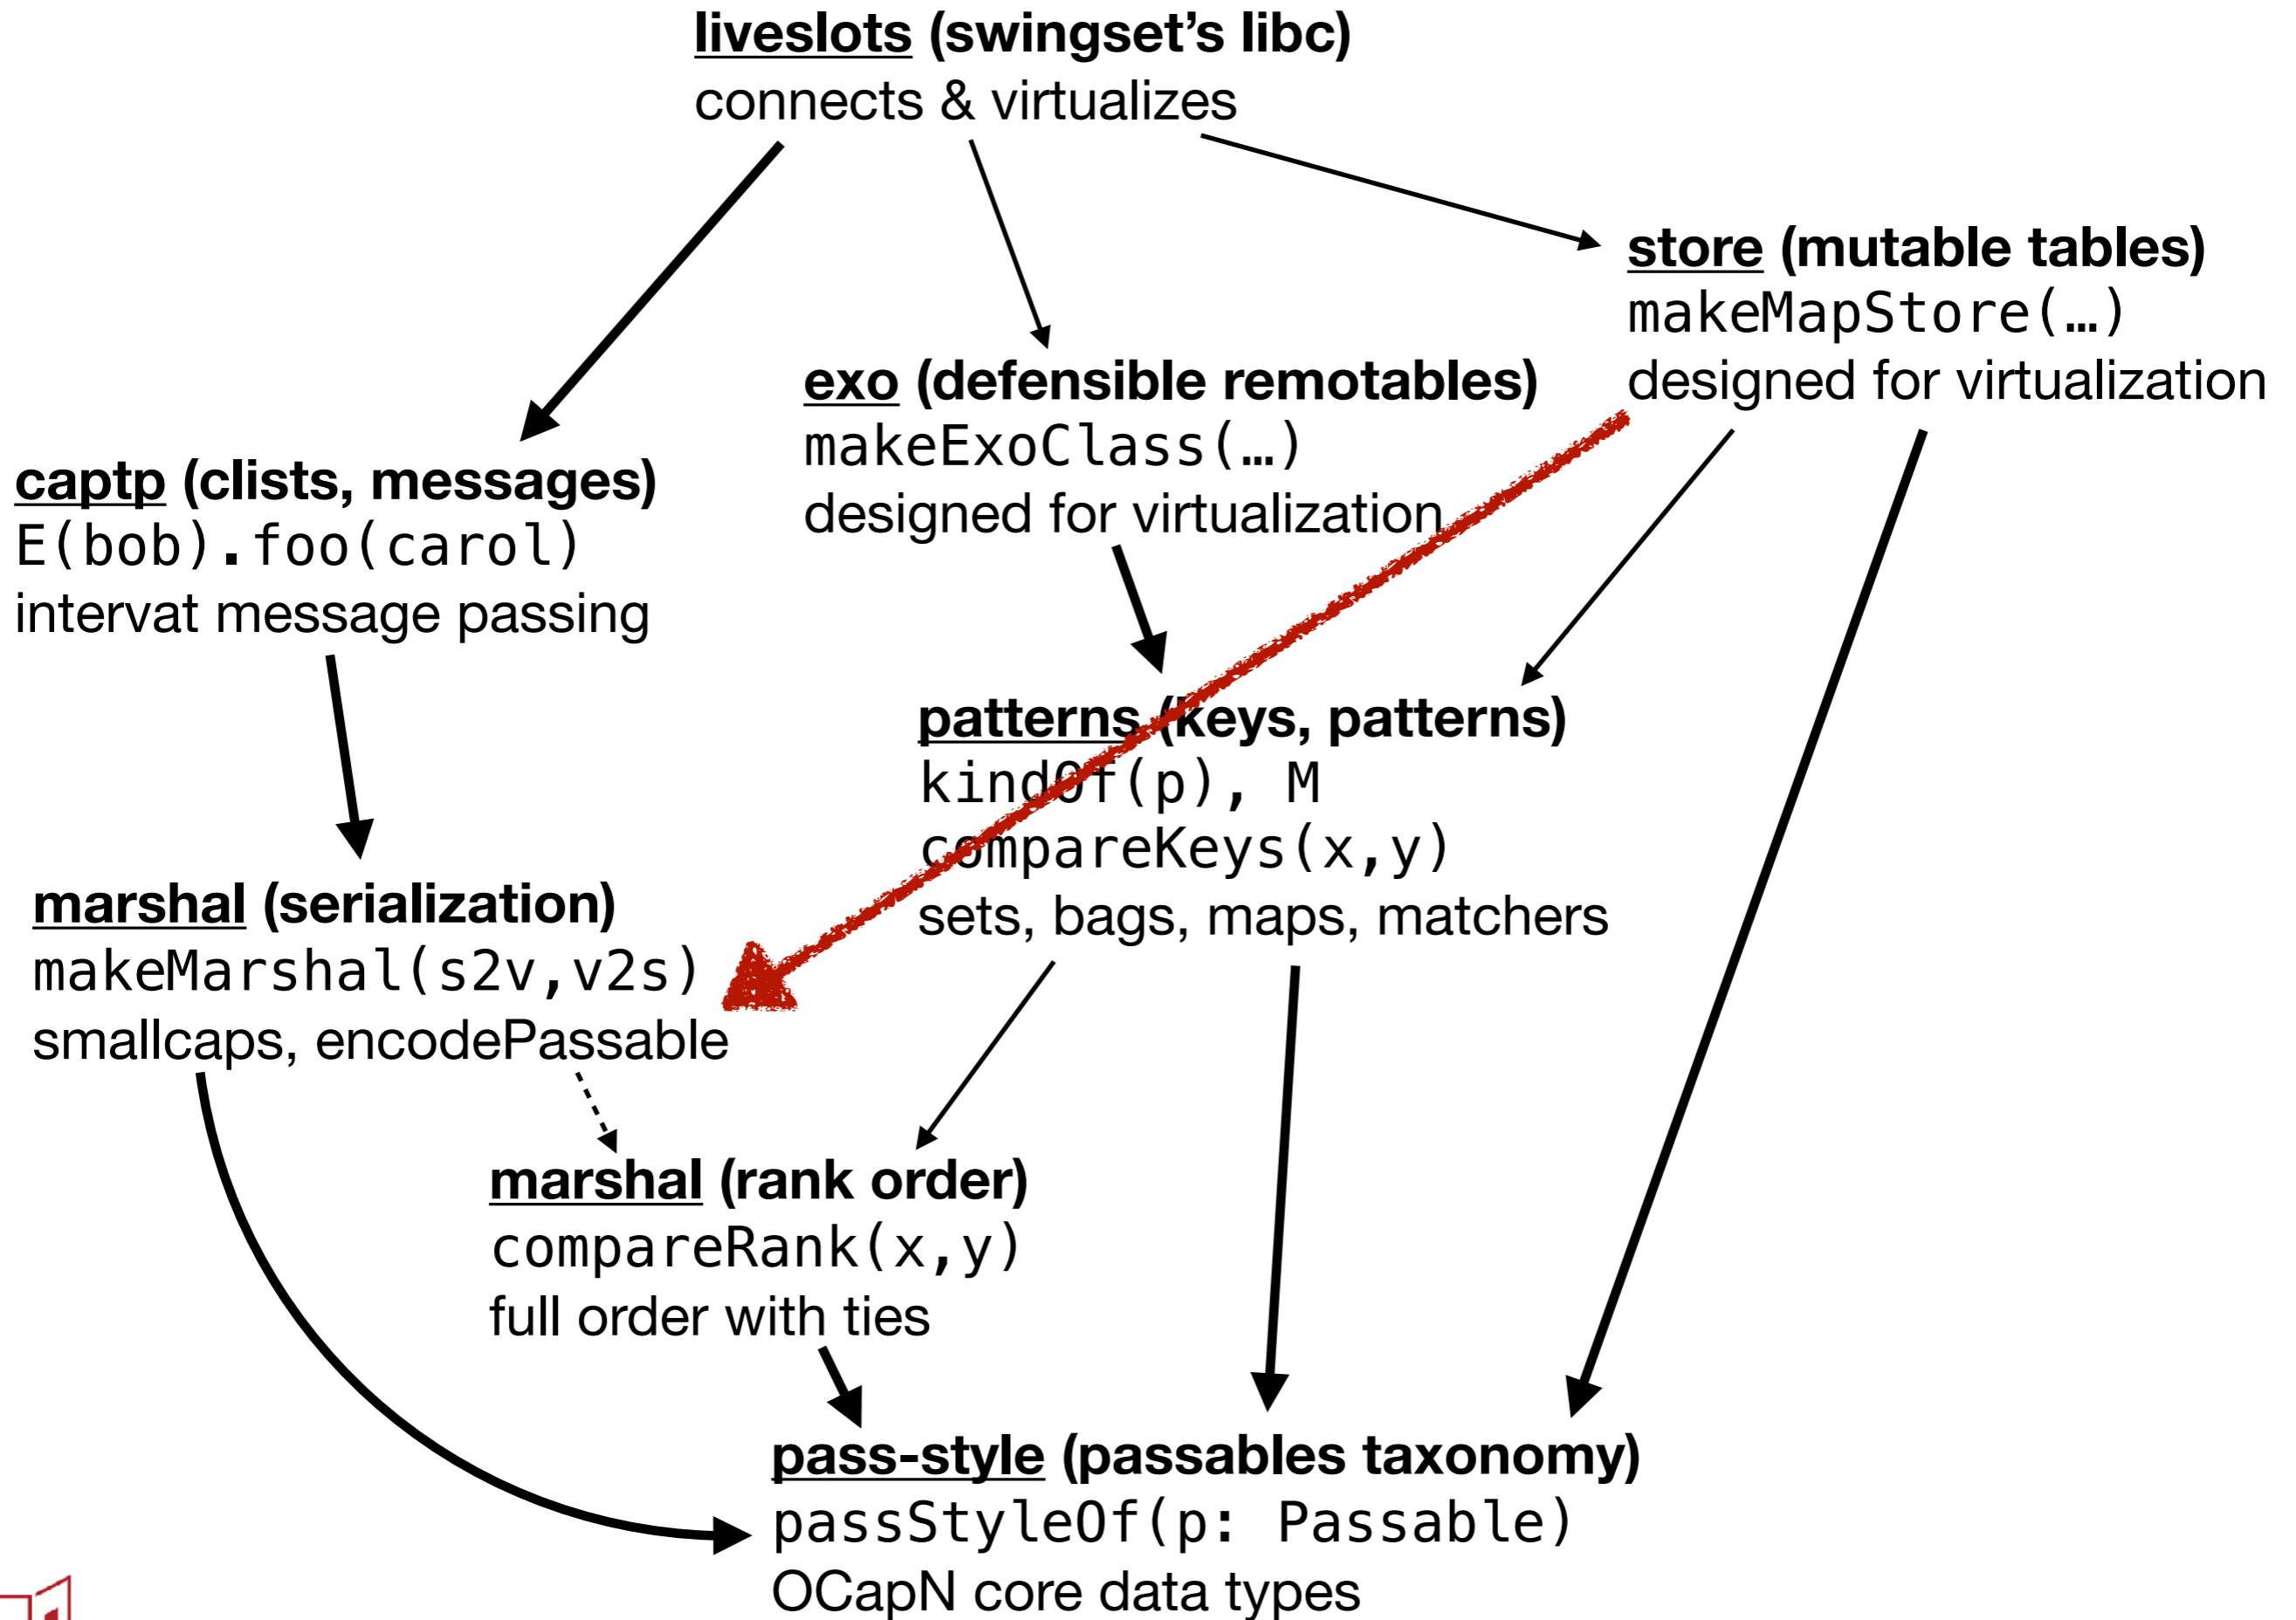 liveslots (swingset’s libc)
connects & virtualizes
store (mutable tables)
makeMapStore(…)
designed for virtualization
exo (defensible remotables)
makeExoClass(…)
designed for virtualization
captp (clists, messages)
E(bob).foo(carol)
intervat message passing
patterns (keys, patterns)
kindOf(p), M
compareKeys(x,y)
sets, bags, maps, matchers
marshal (serialization)
makeMarshal(s2v,v2s)
smallcaps, encodePassable
marshal (rank order)
compareRank(x,y)
full order with ties
pass-style (passables taxonomy)
passStyleOf(p: Passable)
OCapN core data types